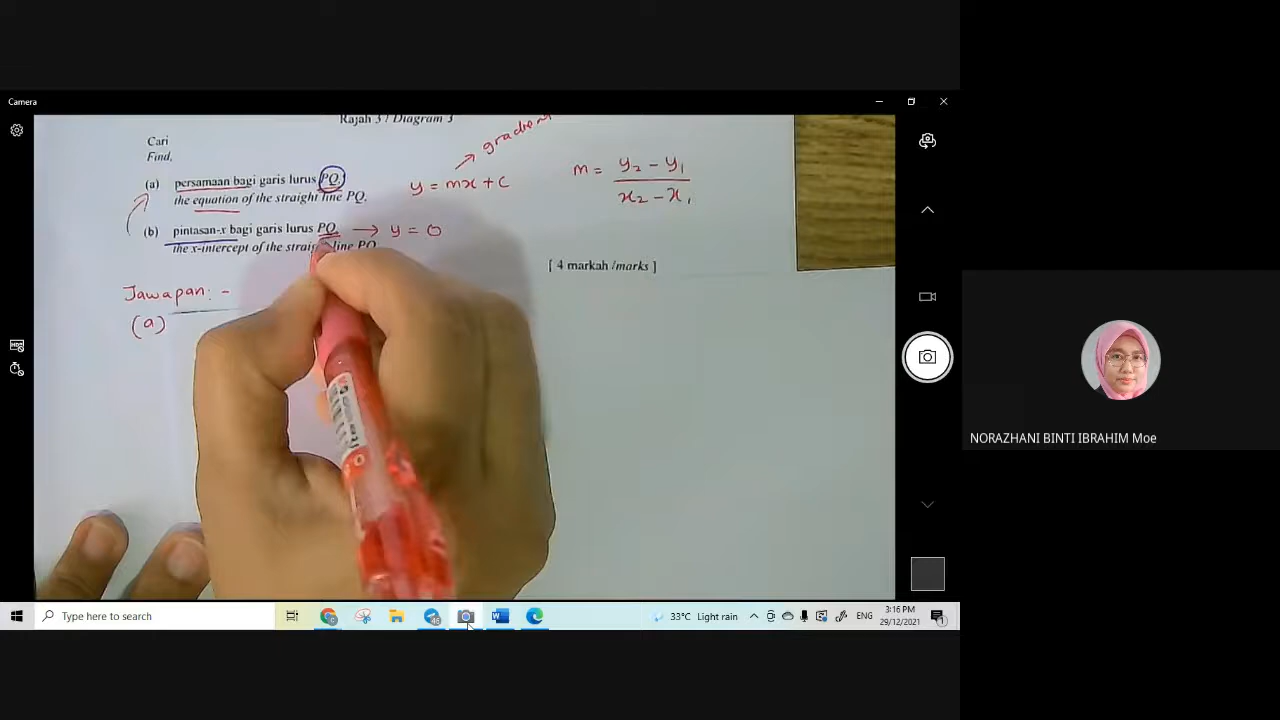 Camera
Rajah 3 / Diagram 3
Cari
Find,
(a) persamaan bagi garis lurus PQ,
the equation of the straight line PQ.
(b) pintasan-x bagi garis lurus PQ.
the x-intercept of the straight line PQ
gradient
y = mx + c
m = y₂ - y₁
x₂ - x₁
→ y = 0
[ 4 markah /marks ]
Jawapan: -
(a)
NORAZHANI BINTI IBRAHIM Moe
Type here to search
33°C Light rain
ENG
3:16 PM
29/12/2021